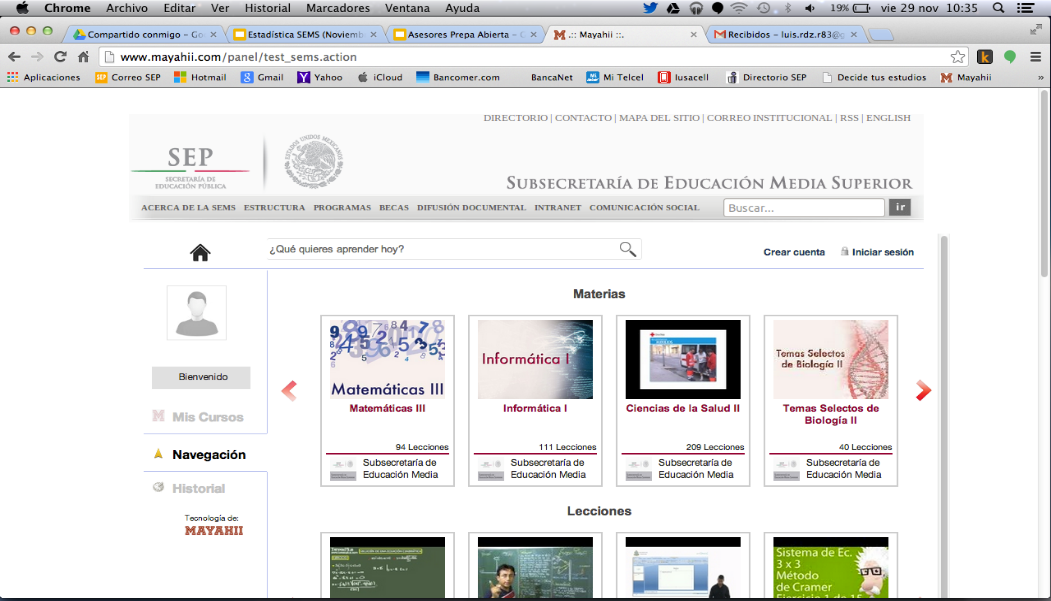 Chrome Archivo Editar Ver Historial Marcadores Ventana Ayuda 19% vie 29 nov 10:35
Compartido conmigo - Go Estadística SEMS (Noviemb Asesores Prepa Abierta - .:: Mayahii ::. Recibidos - luis.rdz.r83@g
www.mayahii.com/panel/test_sems.action
Aplicaciones Correo SEP Hotmail Gmail Yahoo iCloud Bancomer.com BancaNet Mi Telcel Iusacell Directorio SEP Decide tus estudios Mayahii »
DIRECTORIO | CONTACTO | MAPA DEL SITIO | CORREO INSTITUCIONAL | RSS | ENGLISH
SEP
SECRETARÍA DE
EDUCACIÓN PÚBLICA
ESTADOS UNIDOS MEXICANOS
SUBSECRETARÍA DE EDUCACIÓN MEDIA SUPERIOR
ACERCA DE LA SEMS ESTRUCTURA PROGRAMAS BECAS DIFUSIÓN DOCUMENTAL INTRANET COMUNICACIÓN SOCIAL Buscar... ir
¿Qué quieres aprender hoy? Crear cuenta Iniciar sesión
Bienvenido
Mis Cursos
Navegación
Historial
Tecnología de:
MAYAHII
Materias
Matemáticas III
Matemáticas III
94 Lecciones
Subsecretaría de
Educación Media
Informática I
Informática I
111 Lecciones
Subsecretaría de
Educación Media
Ciencias de la Salud II
209 Lecciones
Subsecretaría de
Educación Media
Temas Selectos
de Biología II
Temas Selectos de
Biología II
40 Lecciones
Subsecretaría de
Educación Media
Lecciones
Sistema de Ec.
3 x 3
Método
de Cramer
Ejercicio 1 de 15